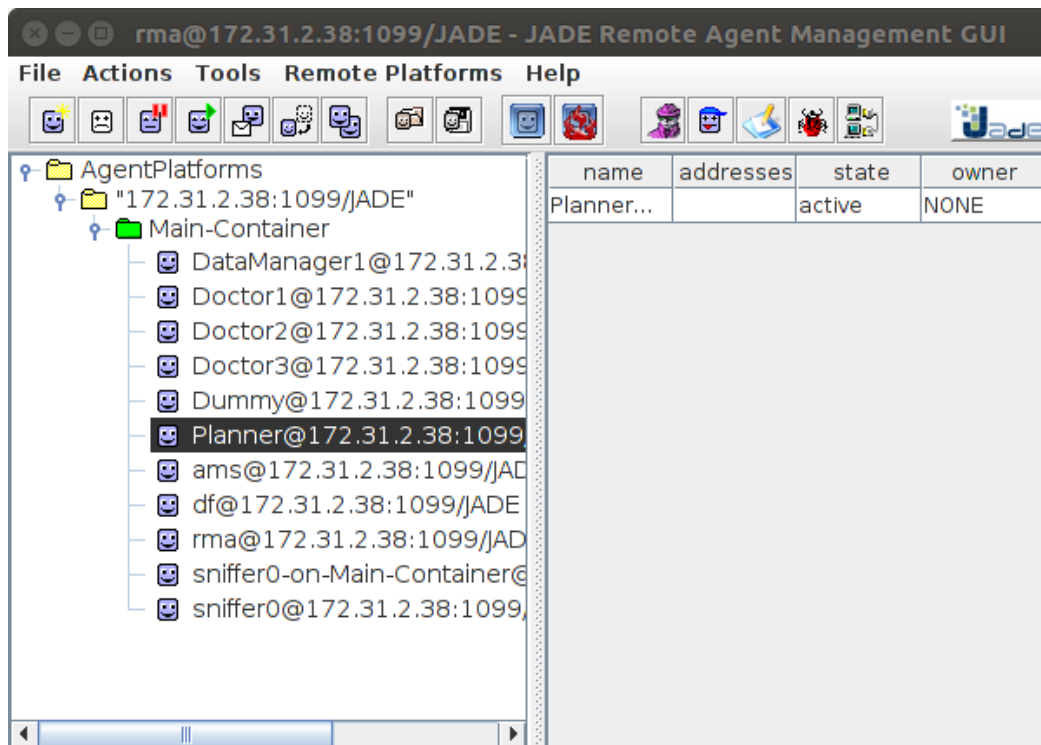 rma@172.31.2.38:1099/JADE - JADE Remote Agent Management GUI
File Actions Tools Remote Platforms Help
Jade
AgentPlatforms
"172.31.2.38:1099/JADE"
Main-Container
DataManager1@172.31.2.3
Doctor1@172.31.2.38:1099
Doctor2@172.31.2.38:1099
Doctor3@172.31.2.38:1099
Dummy@172.31.2.38:1099
Planner@172.31.2.38:1099/
ams@172.31.2.38:1099/JAD
df@172.31.2.38:1099/JADE
rma@172.31.2.38:1099/JAD
sniffer0-on-Main-Container@
sniffer0@172.31.2.38:1099/
name addresses state owner
Planner... active NONE